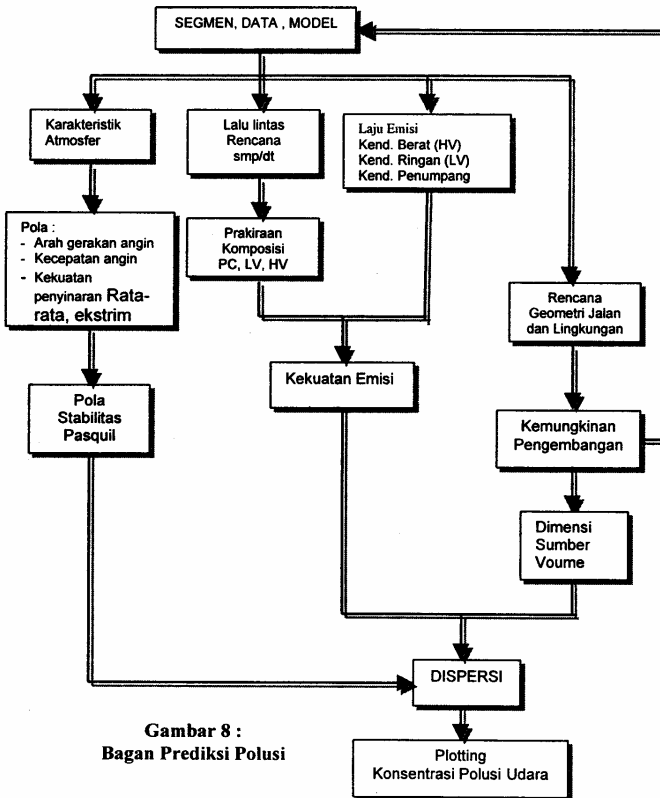 SEGMEN, DATA , MODEL
Karakteristik
Atmosfer
Lalu lintas
Rencana
smp/dt
Laju Emisi
Kend. Berat (HV)
Kend. Ringan (LV)
Kend. Penumpang
Pola :
- Arah gerakan angin
- Kecepatan angin
- Kekuatan
penyinaran Rata-
rata, ekstrim
Prakiraan
Komposisi
PC, LV, HV
Rencana
Geometri Jalan
dan Lingkungan
Kekuatan Emisi
Pola
Stabilitas
Pasquil
Kemungkinan
Pengembangan
Dimensi
Sumber
Voume
DISPERSI
Gambar 8 :
Bagan Prediksi Polusi
Plotting
Konsentrasi Polusi Udara